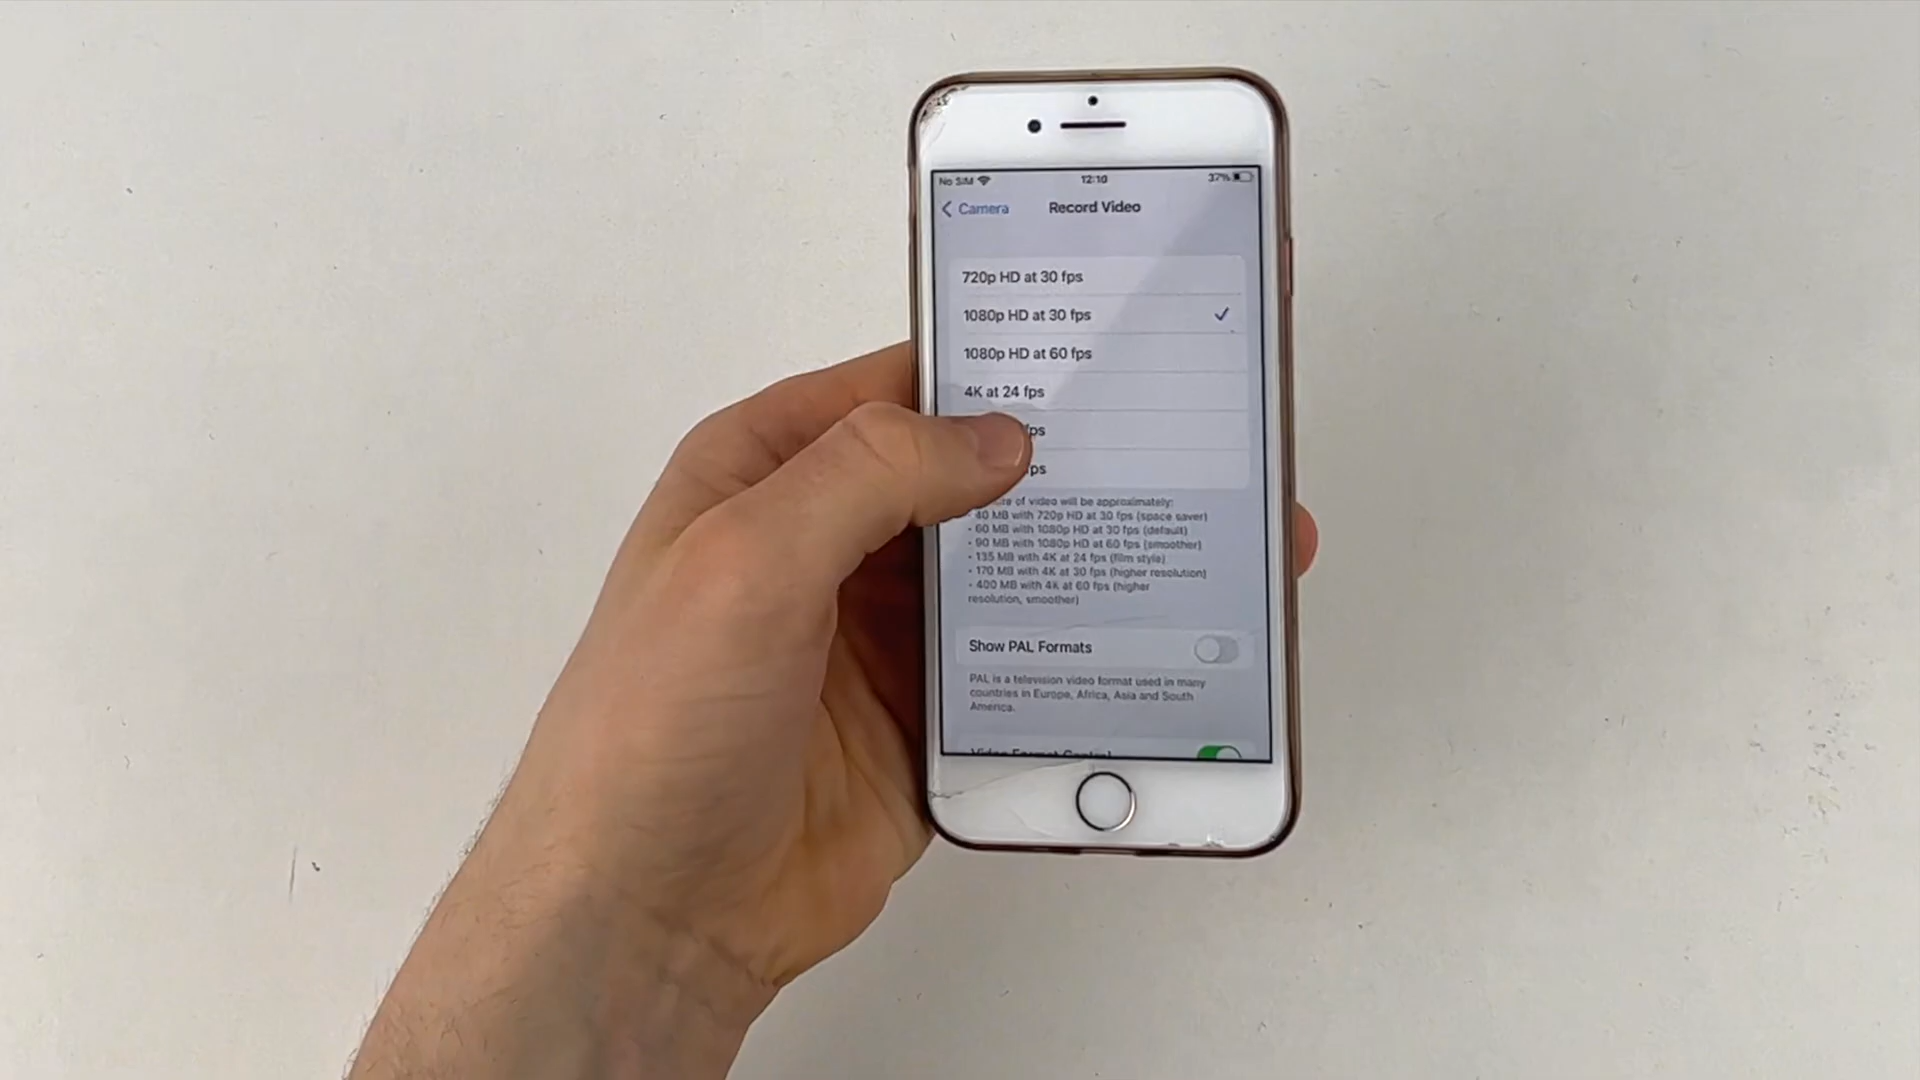 No SIM 12:10 37%
Camera Record Video
720p HD at 30 fps
1080p HD at 30 fps
1080p HD at 60 fps
4K at 24 fps
fps
fps
of video will be approximately:
- 40 MB with 720p HD at 30 fps (space saver)
- 60 MB with 1080p HD at 30 fps (default)
- 90 MB with 1080p HD at 60 fps (smoother)
- 135 MB with 4K at 24 fps (film style)
- 170 MB with 4K at 30 fps (higher resolution)
- 400 MB with 4K at 60 fps (higher
resolution, smoother)
Show PAL Formats
PAL is a television video format used in many
countries in Europe, Africa, Asia and South
America.
Video Format Control